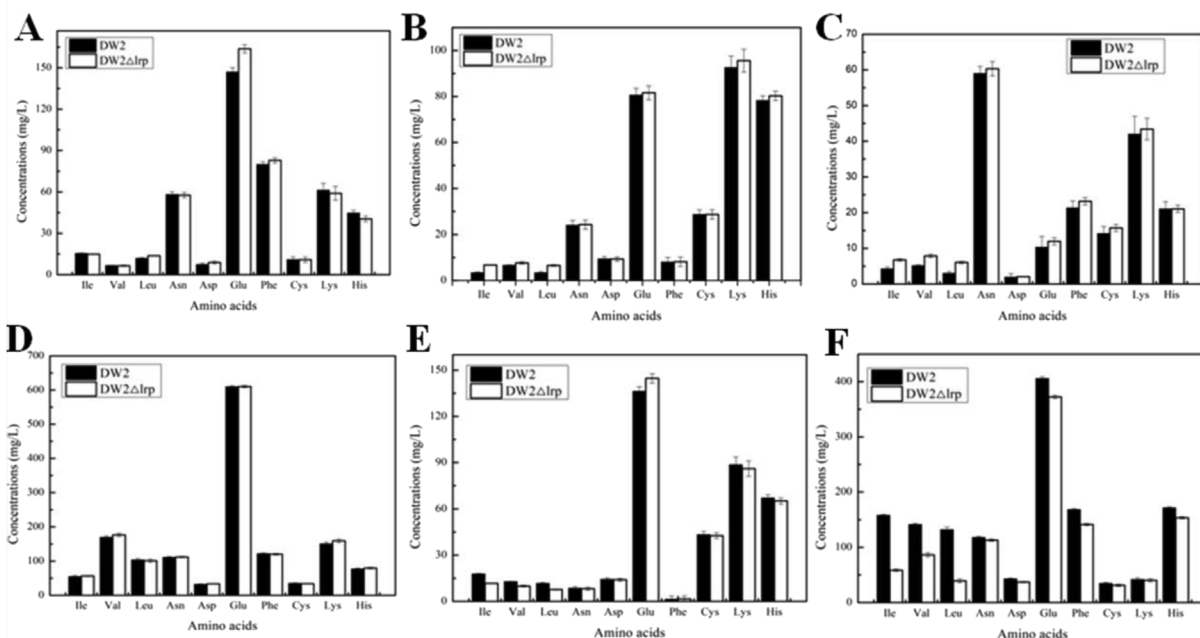 A
DW2
DW2△lrp
Concentrations (mg/L)
150
120
90
60
30
0
Ile Val Leu Asn Asp Glu Phe Cys Lys His
Amino acids
B
DW2
DW2△lrp
Concentrations (mg/L)
100
80
60
40
20
0
Ile Val Leu Asn Asp Glu Phe Cys Lys His
Amino acids
C
DW2
DW2△lrp
Concentrations (mg/L)
70
60
50
40
30
20
10
0
Ile Val Leu Asn Asp Glu Phe Cys Lys His
Amino acids
D
DW2
DW2△lrp
Concentrations (mg/L)
700
600
500
400
300
200
100
0
Ile Val Leu Asn Asp Glu Phe Cys Lys His
Amino acids
E
DW2
DW2△lrp
Concentrations (mg/L)
150
120
90
60
30
0
Ile Val Leu Asn Asp Glu Phe Cys Lys His
Amino acids
F
DW2
DW2△lrp
Concentrations (mg/L)
400
300
200
150
100
50
0
Ile Val Leu Asn Asp Glu Phe Cys Lys His
Amino acids